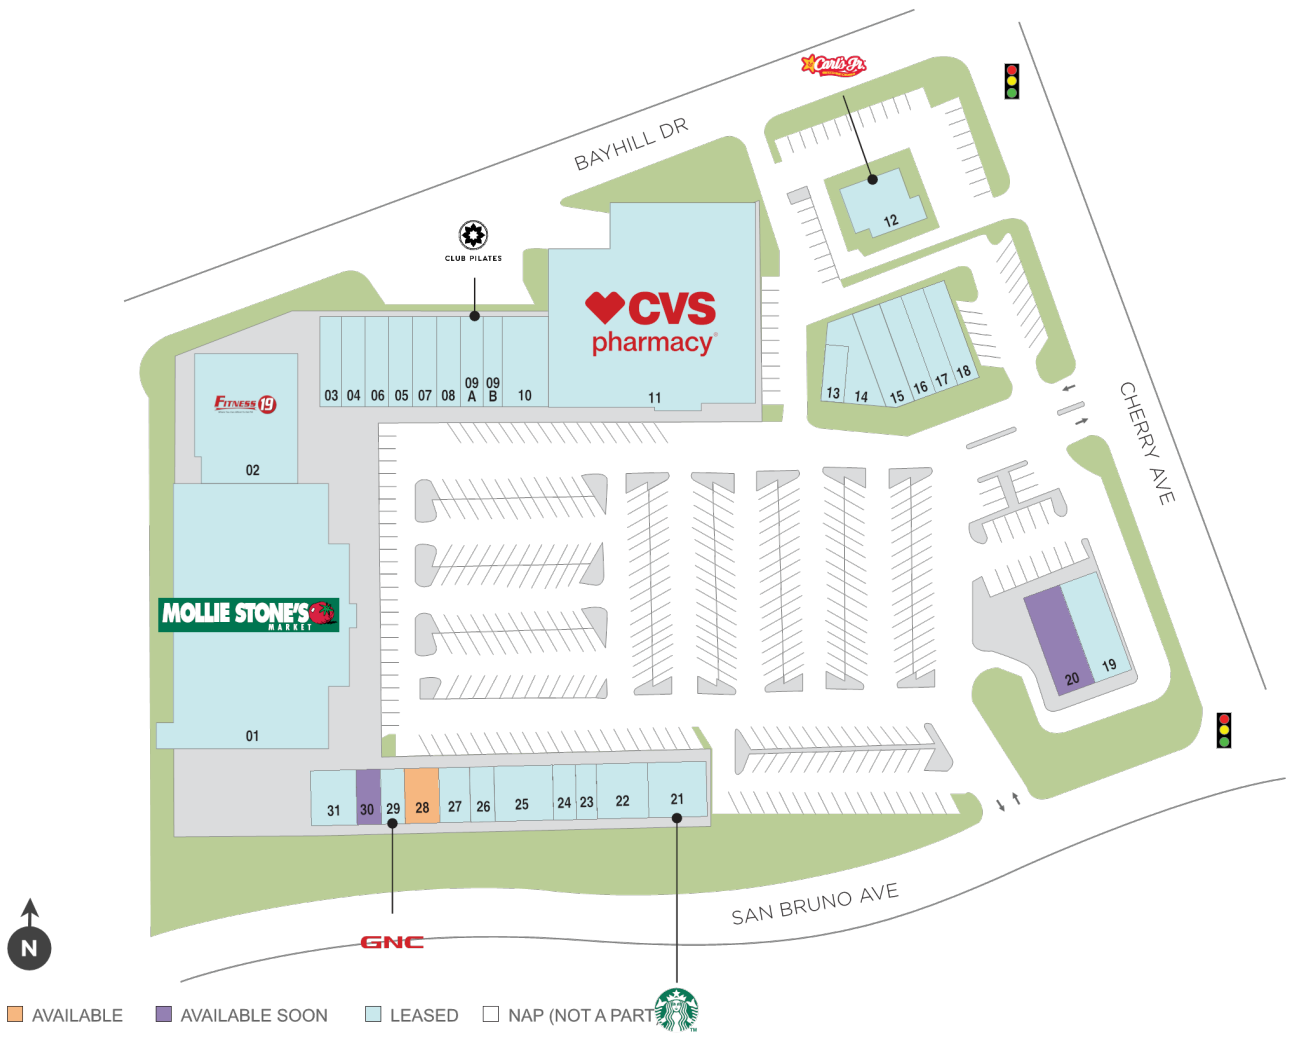 Carl's Jr.
BAYHILL DR
12
CLUB PILATES
CVS
pharmacy
03 04 06 05 07 08 09 A 09 B 10 11
13 14 15 16 17 18
CHERRY AVE
FITNESS 19
02
MOLLIE STONE'S
MARKET
01
20 19
31 30 29 28 27 26 25 24 23 22 21
SAN BRUNO AVE
GNC
N
AVAILABLE AVAILABLE SOON LEASED NAP (NOT A PART
TM